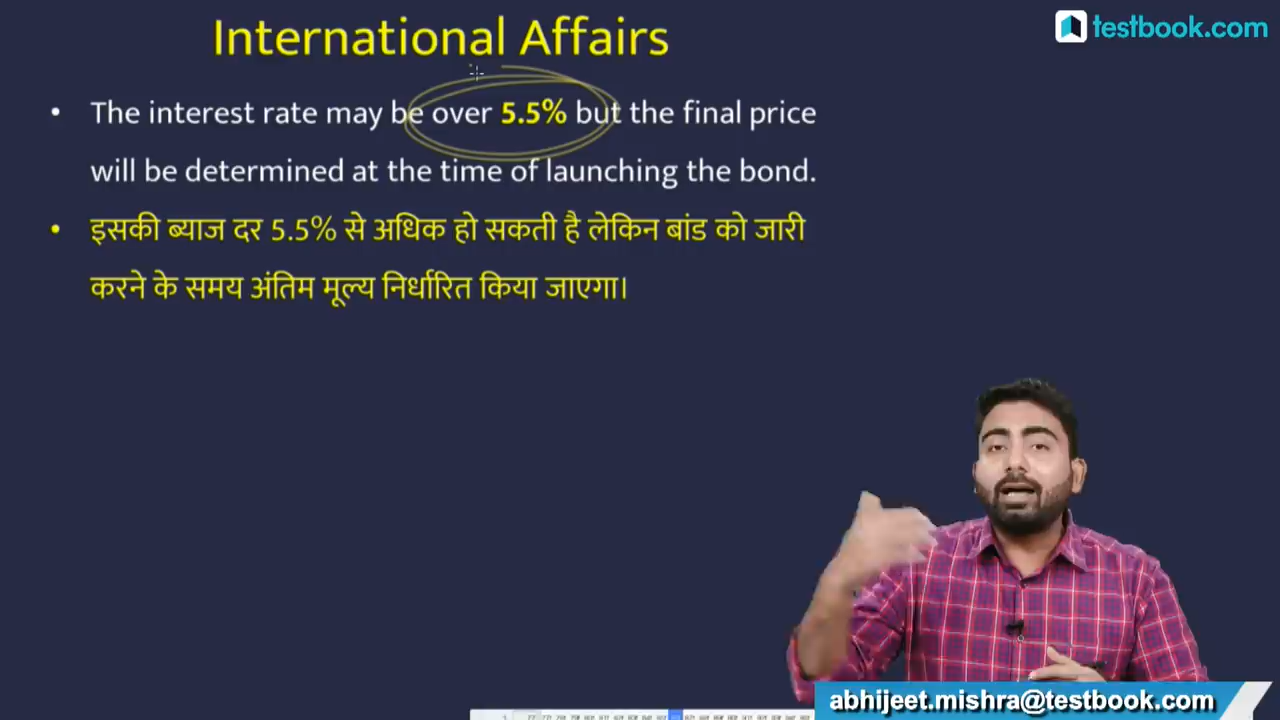 International Affairs
testbook.com
• The interest rate may be over 5.5% but the final price
will be determined at the time of launching the bond.
• इसकी ब्याज दर 5.5% से अधिक हो सकती है लेकिन बांड को जारी
करने के समय अंतिम मूल्य निर्धारित किया जाएगा।
abhijeet.mishra@testbook.com